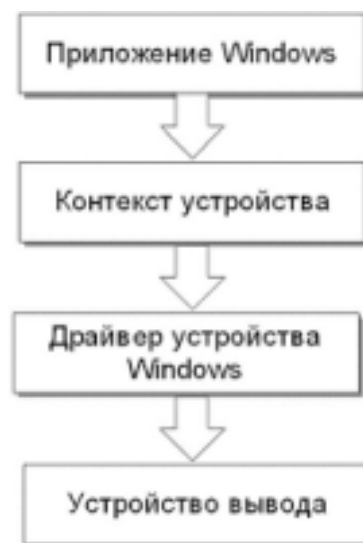 Приложение Windows
Контекст устройства
Драйвер устройства
Windows
Устройство вывода